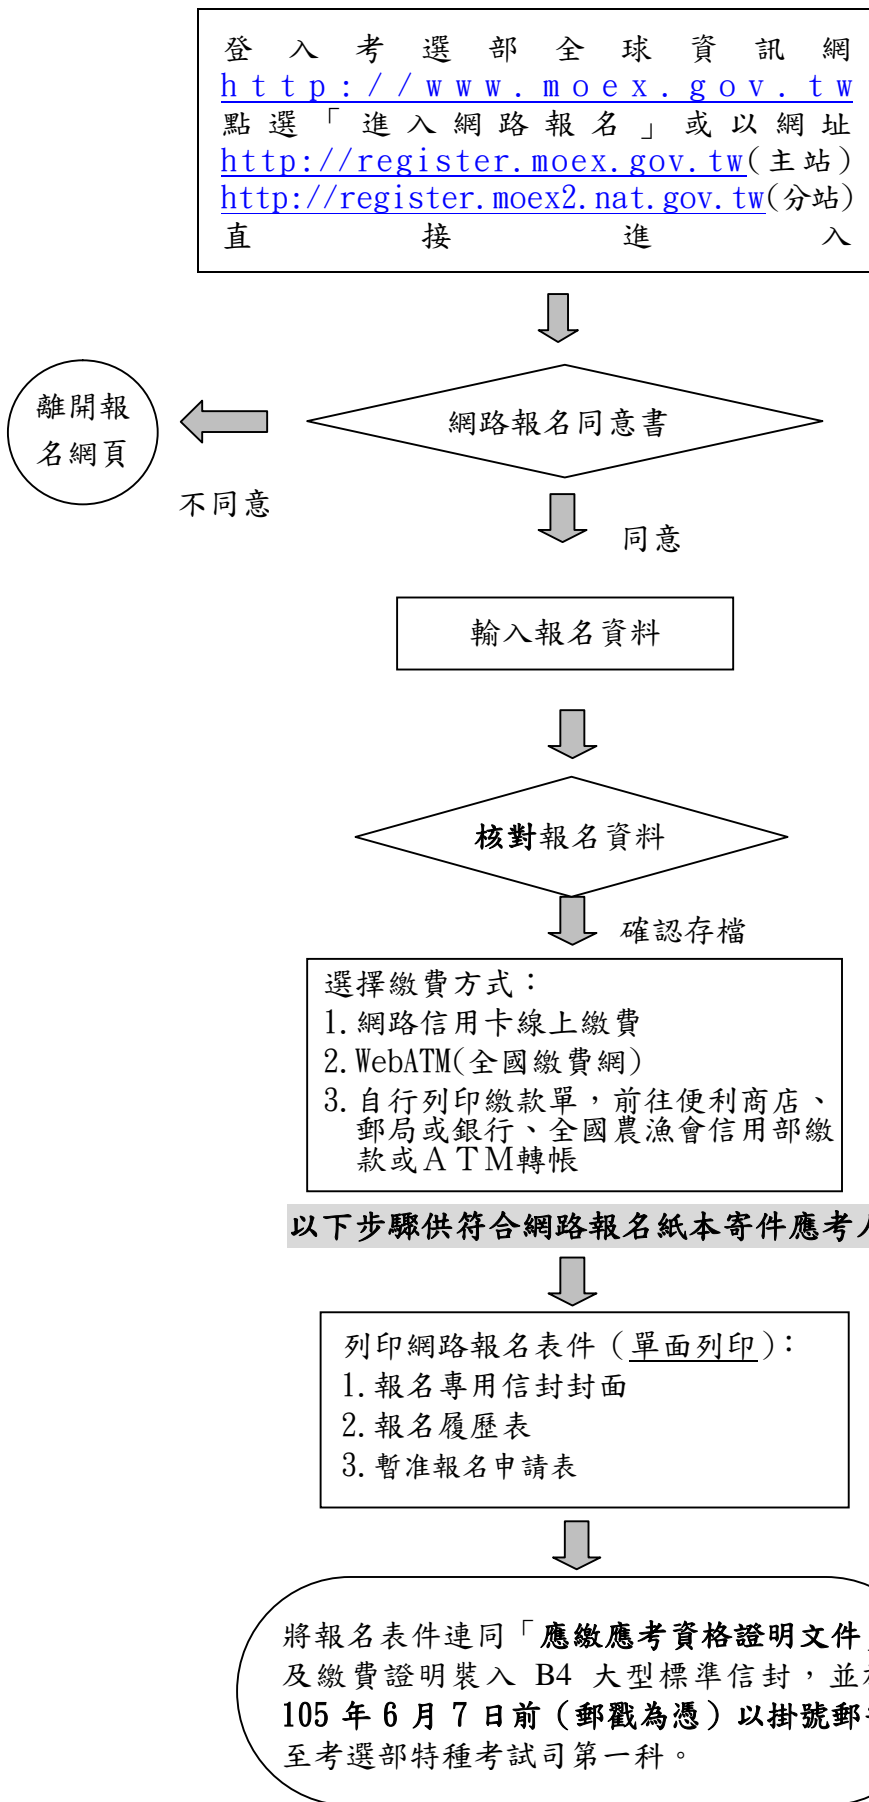 登入考選部全球資訊網
http://www.moex.gov.tw
點選「進入網路報名」或以網址
http://register.moex.gov.tw(主站)
http://register.moex2.nat.gov.tw(分站)
直接進入
網路報名同意書
離開報
名網頁
不同意
同意
輸入報名資料
核對報名資料
確認存檔
選擇繳費方式：
1.網路信用卡線上繳費
2.WebATM(全國繳費網)
3.自行列印繳款單，前往便利商店、
郵局或銀行、全國農漁會信用部繳
款或ＡＴＭ轉帳
以下步驟供符合網路報名紙本寄件應考
列印網路報名表件（單面列印）：
1.報名專用信封封面
2.報名履歷表
3.暫准報名申請表
將報名表件連同「應繳應考資格證明文件」
及繳費證明裝入 B4 大型標準信封，並
105 年 6 月 7 日前（郵戳為憑）以掛號郵
至考選部特種考試司第一科。